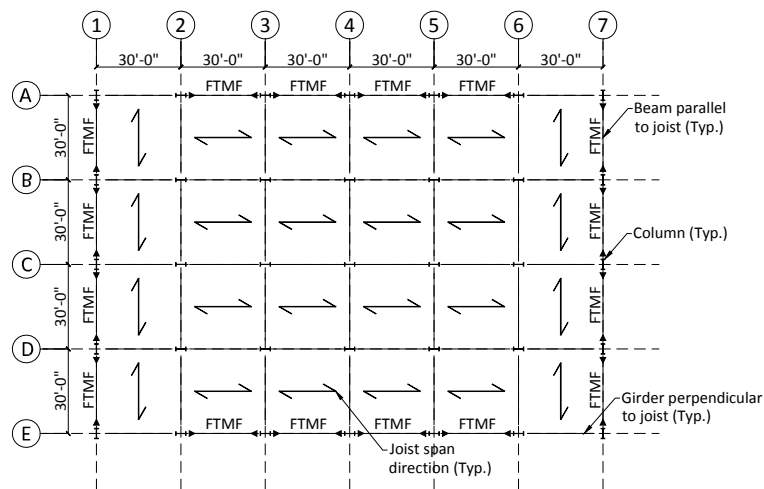 1 2 3 4 5 6 7
30'-0" 30'-0" 30'-0" 30'-0" 30'-0" 30'-0"
FTMF FTMF FTMF FTMF
A
30'-0"
FTMF
FTMF
Beam parallel
to joist (Typ.)
B
30'-0"
FTMF
FTMF
Column (Typ.)
C
30'-0"
FTMF
FTMF
D
30'-0"
FTMF
FTMF
Girder perpendicular
to joist (Typ.)
FTMF FTMF FTMF FTMF
E
Joist span
direction (Typ.)